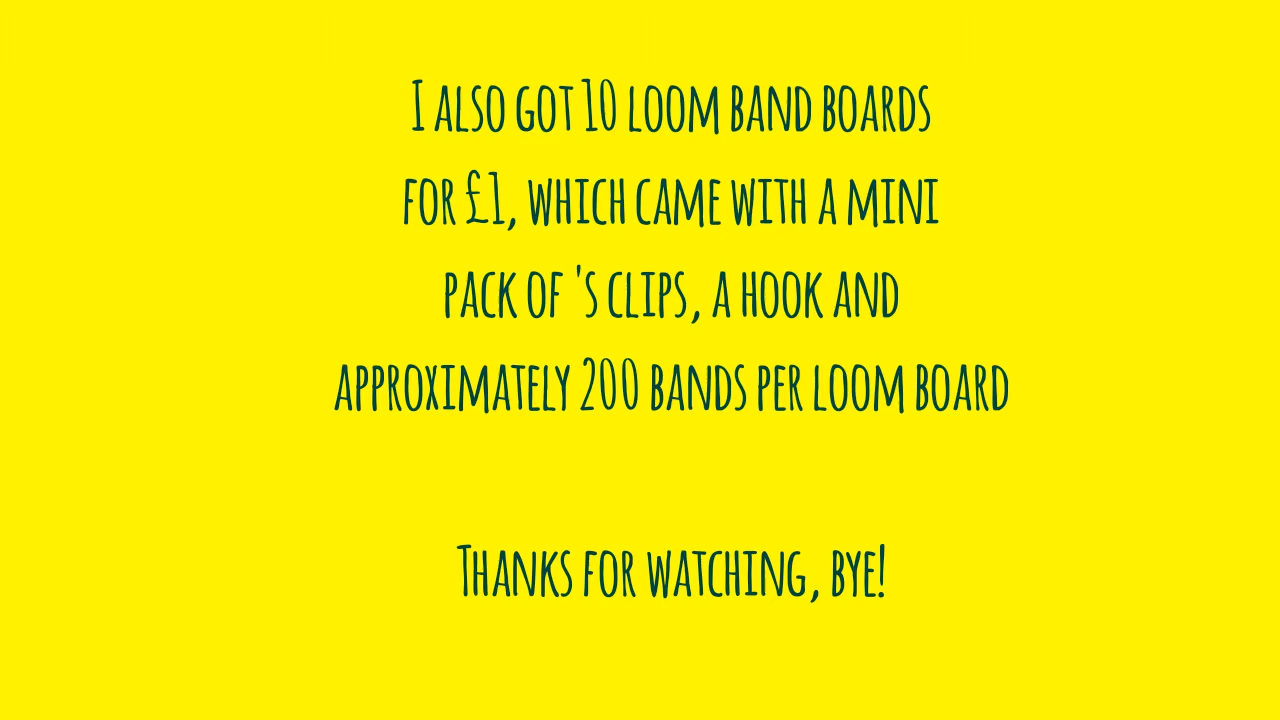 I also got 10 loom band boards
for £1, which came with a mini
pack of 's clips, a hook and
approximately 200 bands per loom board
Thanks for watching, bye!